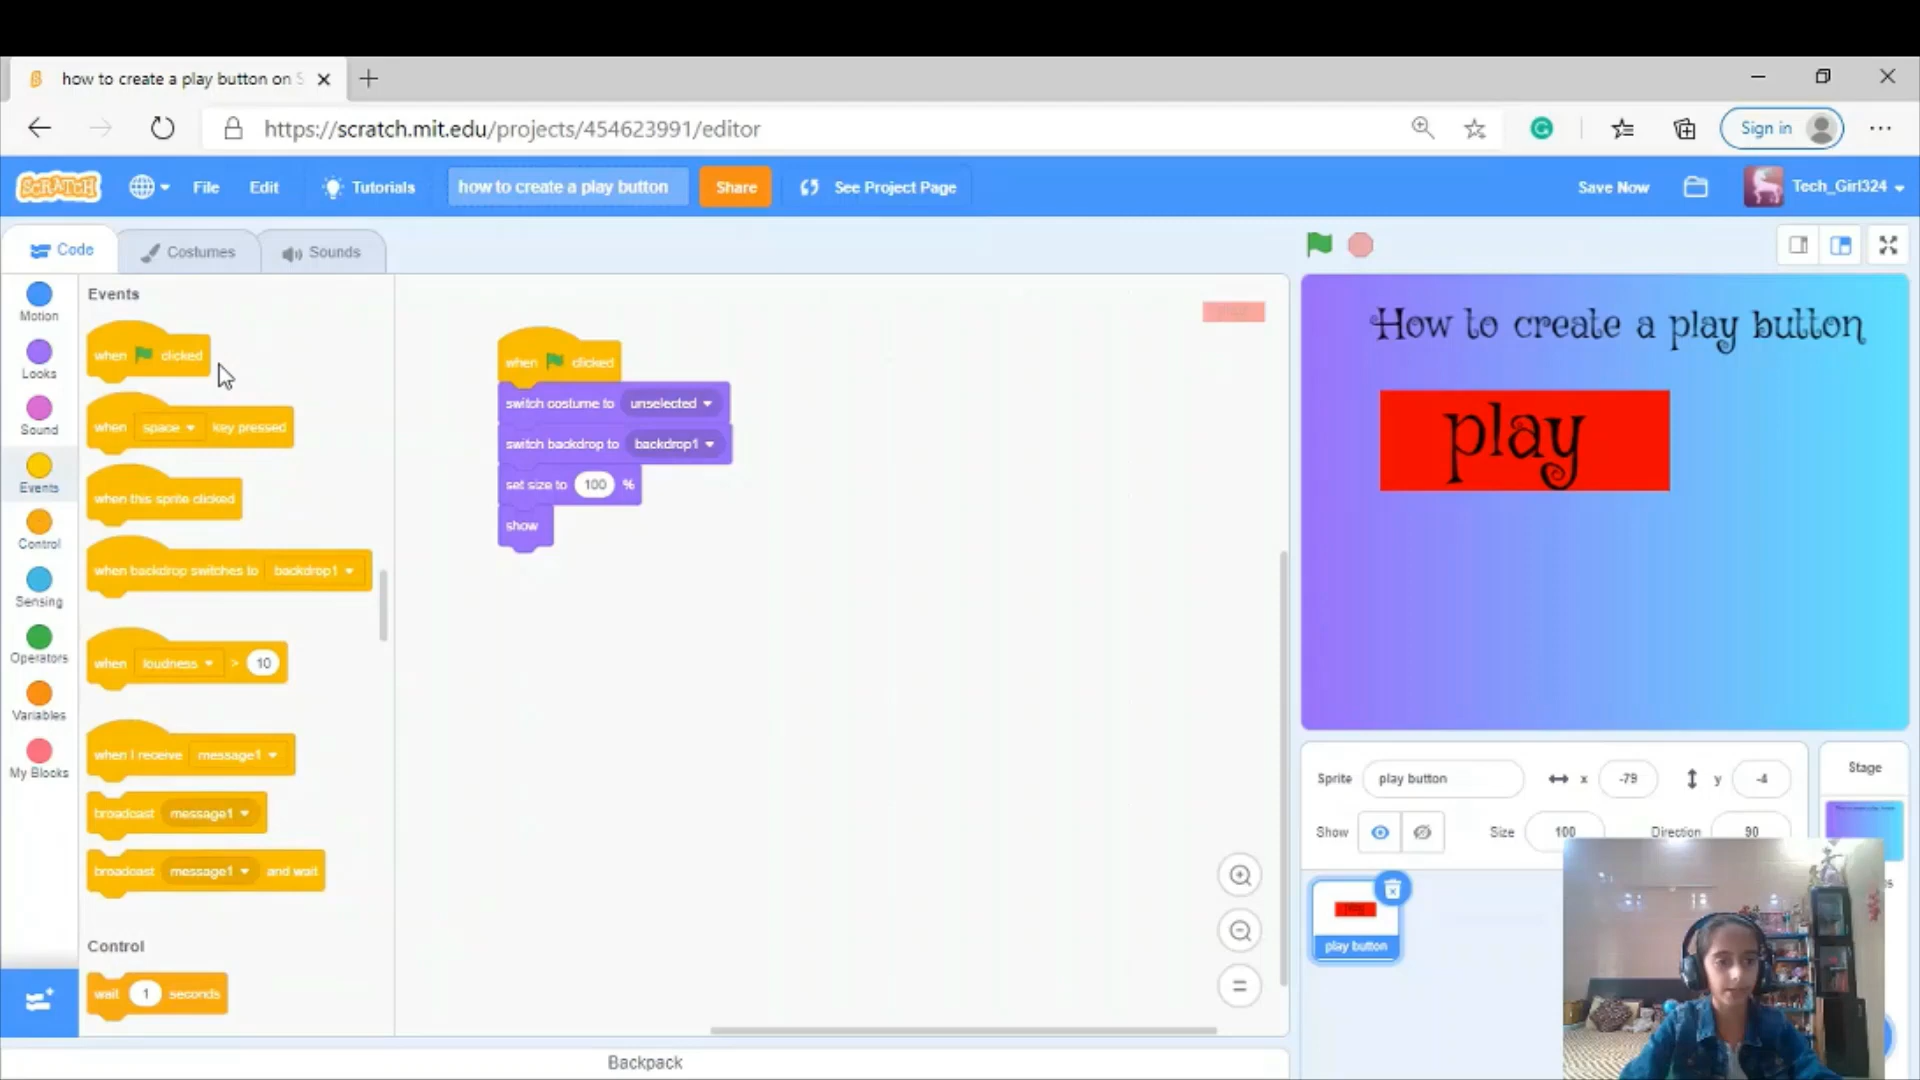 how to create a play button on S
https://scratch.mit.edu/projects/454623991/editor
Sign in
SCRATCH
File
Edit
Tutorials
how to create a play button
Share
See Project Page
Save Now
Tech_Girl324
Code
Costumes
Sounds
Motion
Looks
Sound
Events
Control
Sensing
Operators
Variables
My Blocks
Events
when clicked
when space key pressed
when this sprite clicked
when backdrop switches to backdrop1
when loudness > 10
when I receive message1
broadcast message1
broadcast message1 and wait
Control
wait 1 seconds
when clicked
switch costume to unselected
switch backdrop to backdrop1
set size to 100 %
show
How to create a play button
play
Sprite play button x -79 y -4
Show Size 100 Direction 90
play button
Stage
Backpack